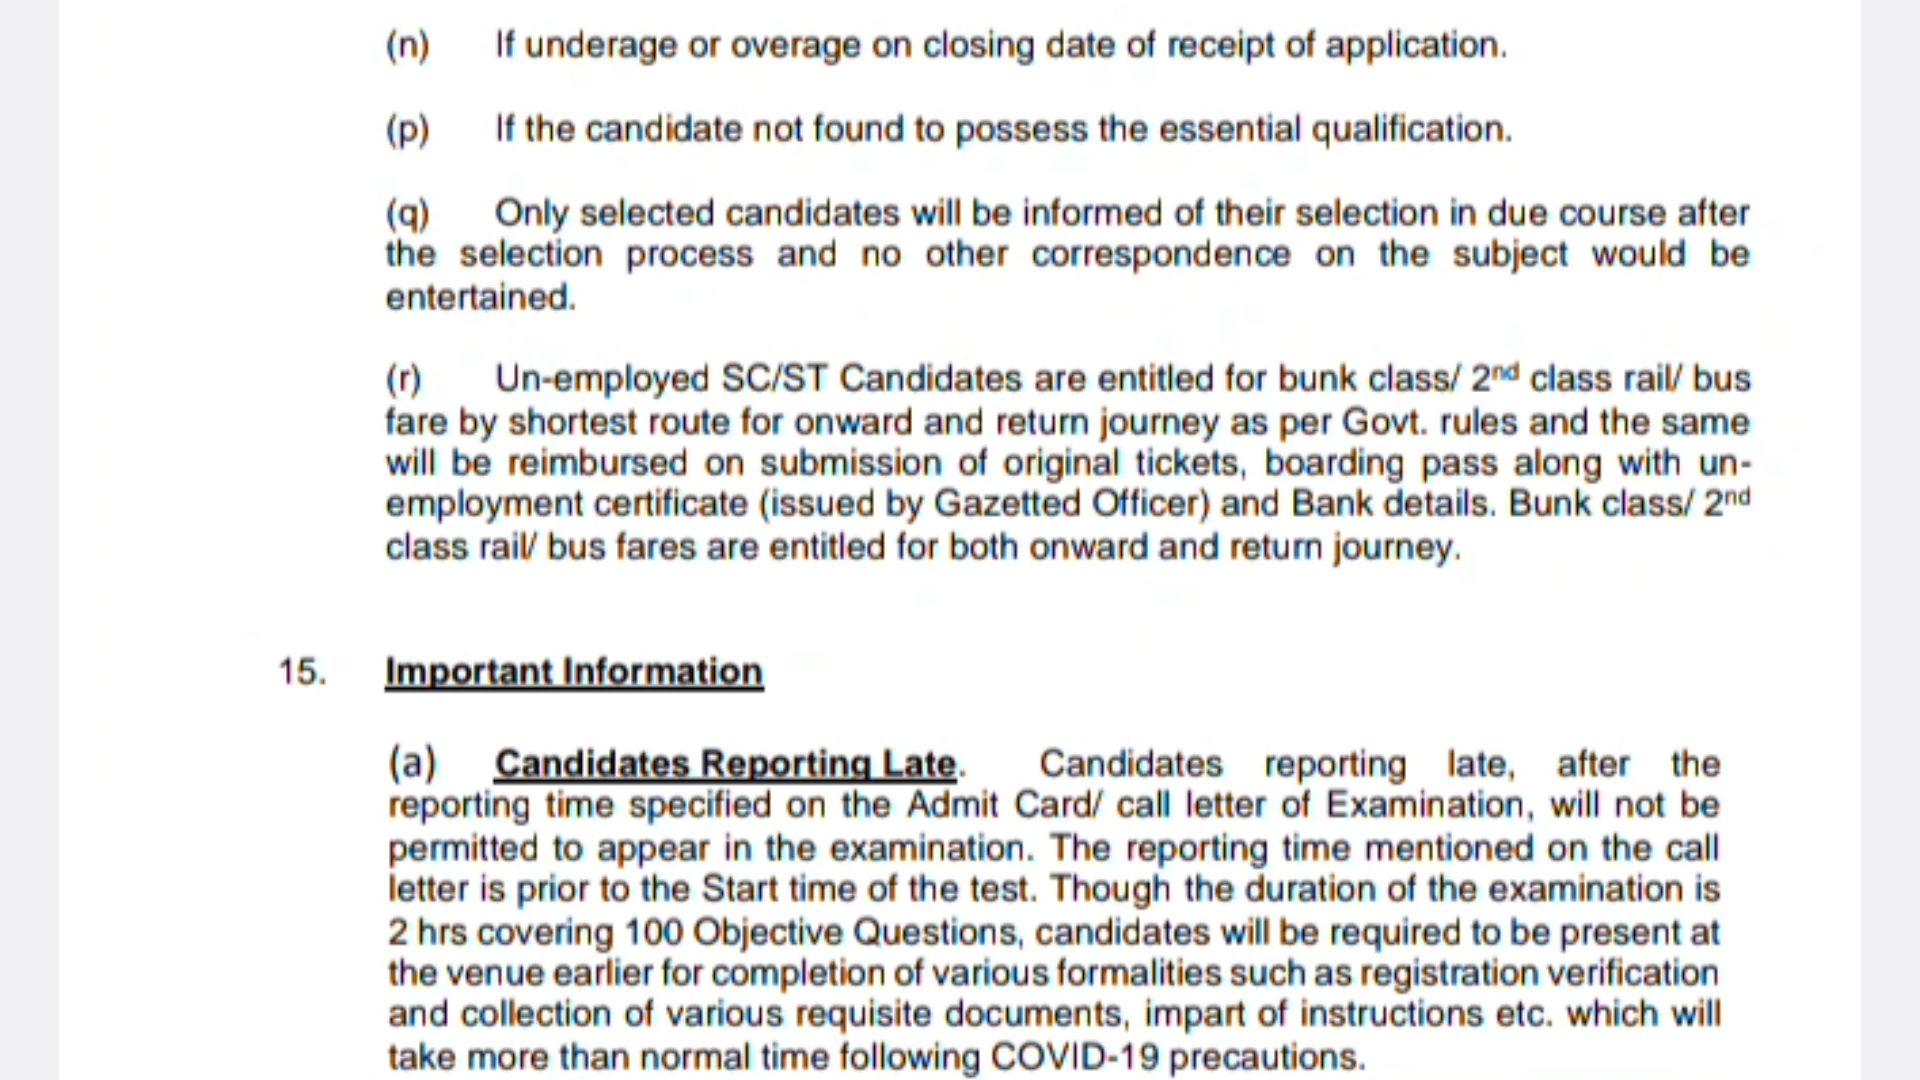 (n) If underage or overage on closing date of receipt of application.
(p) If the candidate not found to possess the essential qualification.
(q) Only selected candidates will be informed of their selection in due course after
the selection process and no other correspondence on the subject would be
entertained.
(r) Un-employed SC/ST Candidates are entitled for bunk class/ 2nd class rail/ bus
fare by shortest route for onward and return journey as per Govt. rules and the same
will be reimbursed on submission of original tickets, boarding pass along with un-
employment certificate (issued by Gazetted Officer) and Bank details. Bunk class/ 2nd
class rail/ bus fares are entitled for both onward and return journey.
15. Important Information
(a) Candidates Reporting Late. Candidates reporting late, after the
reporting time specified on the Admit Card/ call letter of Examination, will not be
permitted to appear in the examination. The reporting time mentioned on the call
letter is prior to the Start time of the test. Though the duration of the examination is
2 hrs covering 100 Objective Questions, candidates will be required to be present at
the venue earlier for completion of various formalities such as registration verification
and collection of various requisite documents, impart of instructions etc. which will
take more than normal time following COVID-19 precautions.